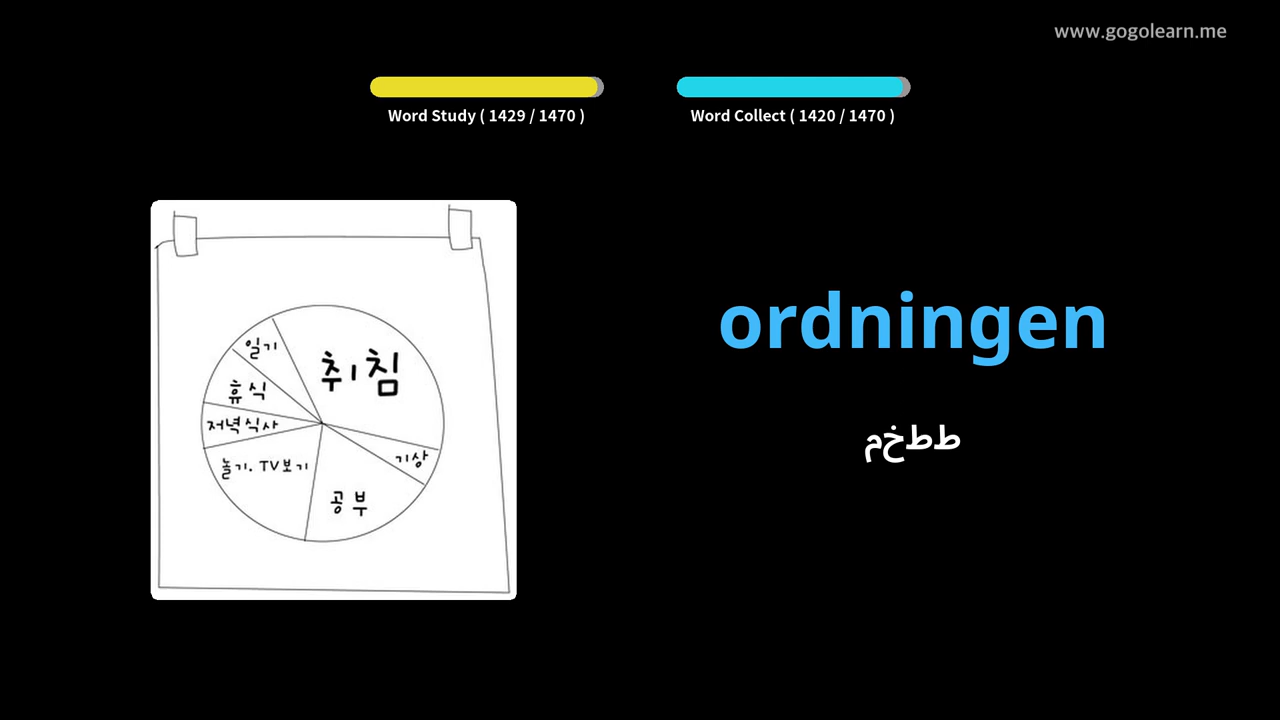 www.gogolearn.me
Word Study ( 1429 / 1470 )
Word Collect ( 1420 / 1470 )
일기
취침
휴식
저녁식사
놀기. TV보기
기상
공부
ordningen
ططخم